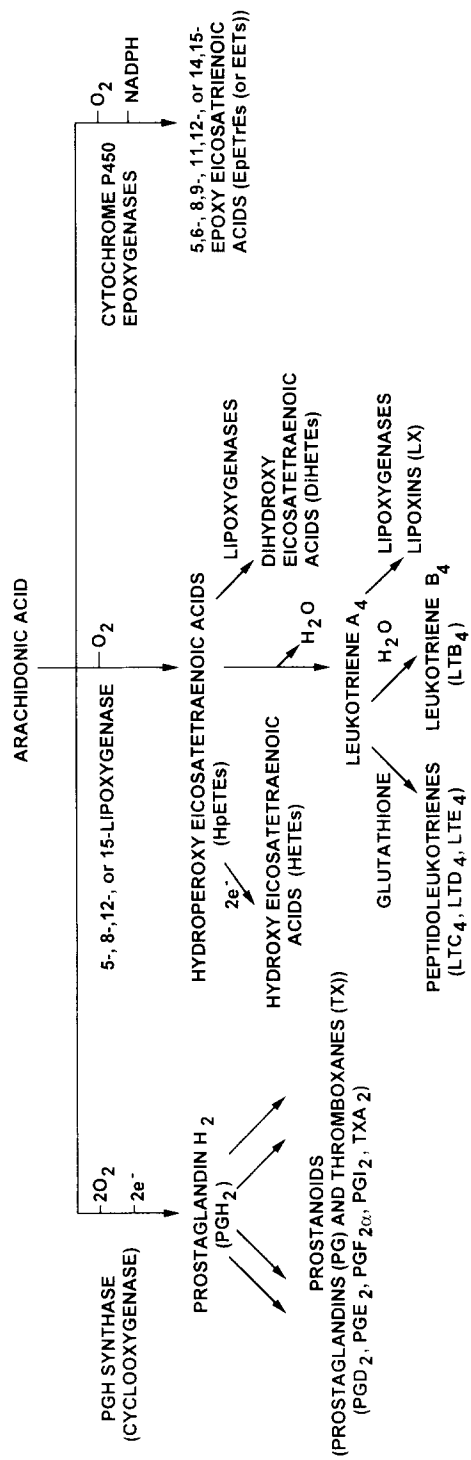 ARACHIDONIC ACID
PGH SYNTHASE
(CYCLOOXYGENASE)
2O2
2e-
PROSTAGLANDIN H2
(PGH2)
PROSTANOIDS
(PROSTAGLANDINS (PG) AND THROMBOXANES (TX))
(PGD2, PGE2, PGF2α, PGI2, TXA2)
5-, 8-,12-, or 15-LIPOXYGENASE
O2
HYDROPEROXY EICOSATETRAENOIC ACIDS
(HpETEs)
2e-
HYDROXY EICOSATETRAENOIC
ACIDS (HETEs)
LIPOXYGENASES
DIHYDROXY
EICOSATETRAENOIC
ACIDS (DiHETEs)
H2O
LEUKOTRIENE A4
GLUTATHIONE
H2O
LIPOXYGENASES
LIPOXINS (LX)
PEPTIDOLEUKOTRIENES
(LTC4, LTD4, LTE4)
LEUKOTRIENE B4
(LTB4)
CYTOCHROME P450
EPOXYGENASES
O2
NADPH
5,6-, 8,9-, 11,12-, or 14,15-
EPOXY EICOSATRIENOIC
ACIDS (EpETrEs (or EETs))